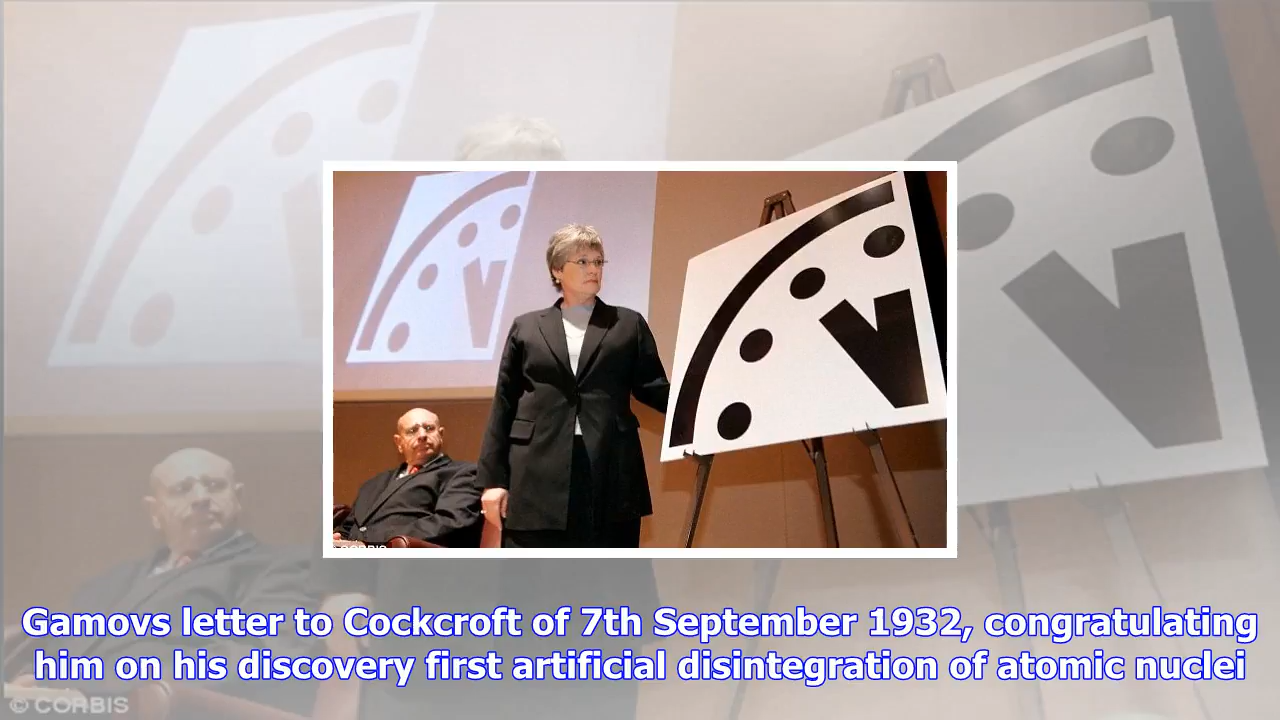 Gamovs letter to Cockcroft of 7th September 1932, congratulating
him on his discovery first artificial disintegration of atomic nuclei
© CORBIS